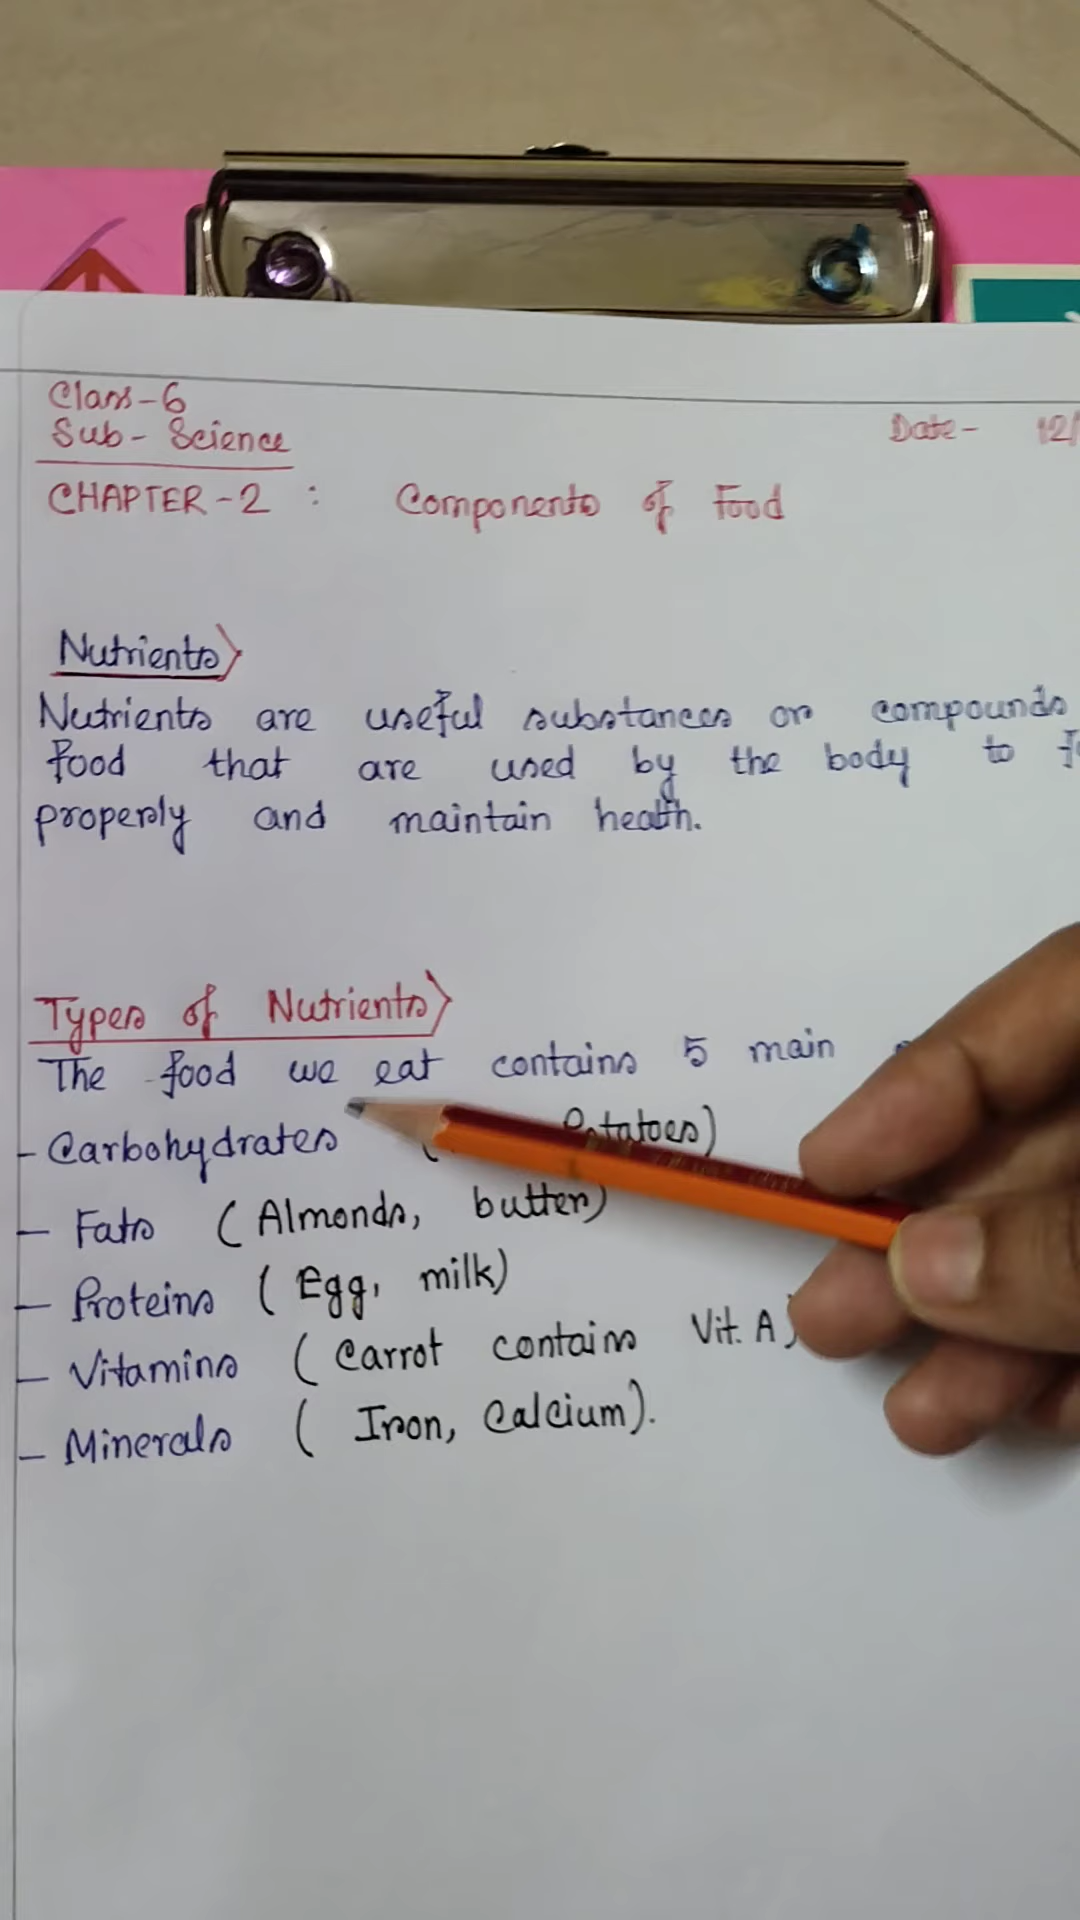 Class-6
Sub- Science
Date- 12/
CHAPTER-2 : Components of Food
Nutrients
Nutrients are useful substances or compounds
food that are used by the body to
properly and maintain health.
Types of Nutrients
The food we eat contains 5 main
- Carbohydrates ( Potatoes)
- Fats ( Almonds, butter)
- Proteins ( Egg, milk)
- Vitamins ( Carrot contains Vit. A)
- Minerals ( Iron, Calcium).